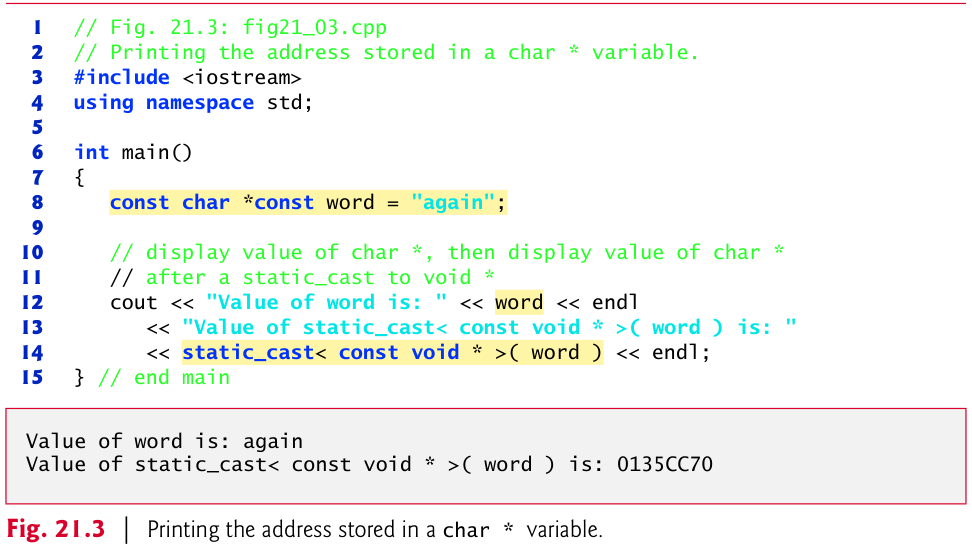 1 // Fig. 21.3: fig21_03.cpp
2 // Printing the address stored in a char * variable.
3 #include <iostream>
4 using namespace std;
5
6 int main()
7 {
8 const char *const word = "again";
9
10 // display value of char *, then display value of char *
11 // after a static_cast to void *
12 cout << "Value of word is: " << word << endl
13 << "Value of static_cast< const void * >( word ) is: "
14 << static_cast< const void * >( word ) << endl;
15 } // end main
Value of word is: again
Value of static_cast< const void * >( word ) is: 0135CC70
Fig. 21.3 | Printing the address stored in a char * variable.